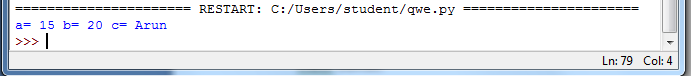 ====================== RESTART: C:/Users/student/qwe.py ======================
a= 15 b= 20 c= Arun
>>>
Ln: 79 Col: 4